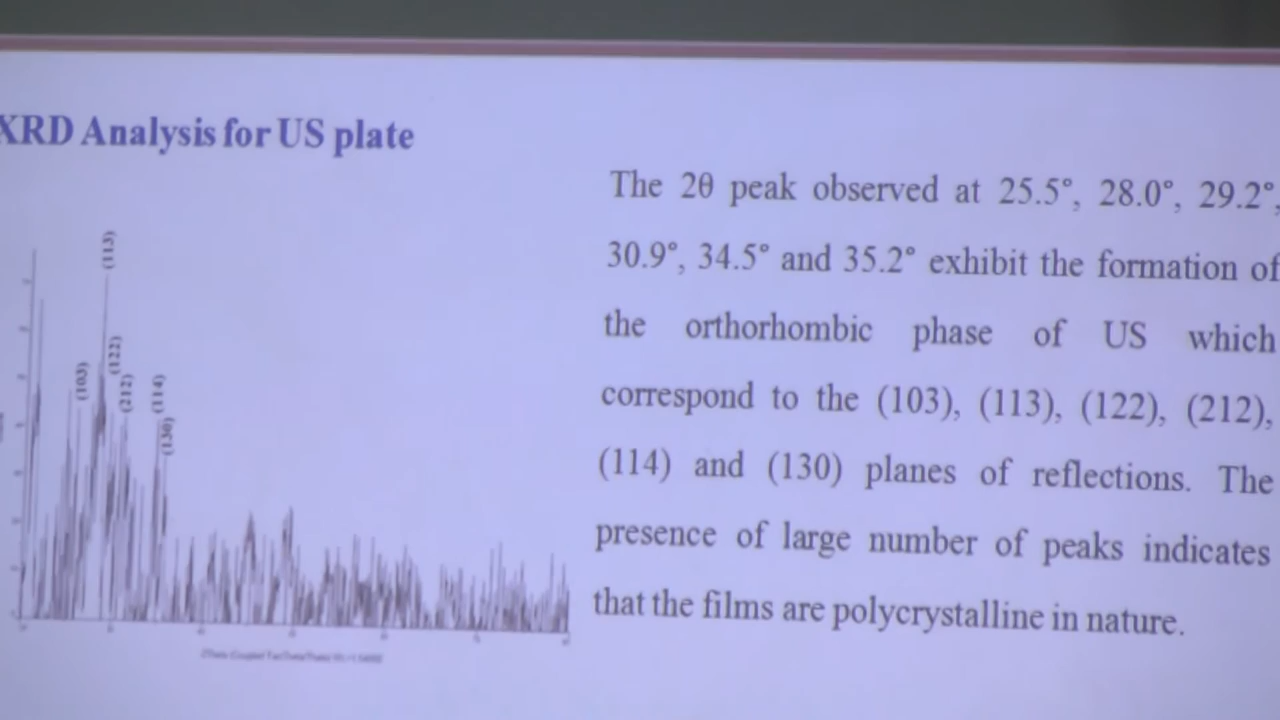 XRD Analysis for US plate
The 2θ peak observed at 25.5°, 28.0°, 29.2°,
30.9°, 34.5° and 35.2° exhibit the formation of
the orthorhombic phase of US which
correspond to the (103), (113), (122), (212),
(114) and (130) planes of reflections. The
presence of large number of peaks indicates
that the films are polycrystalline in nature.
(113)
(122)
(103)
(212)
(114)
(130)